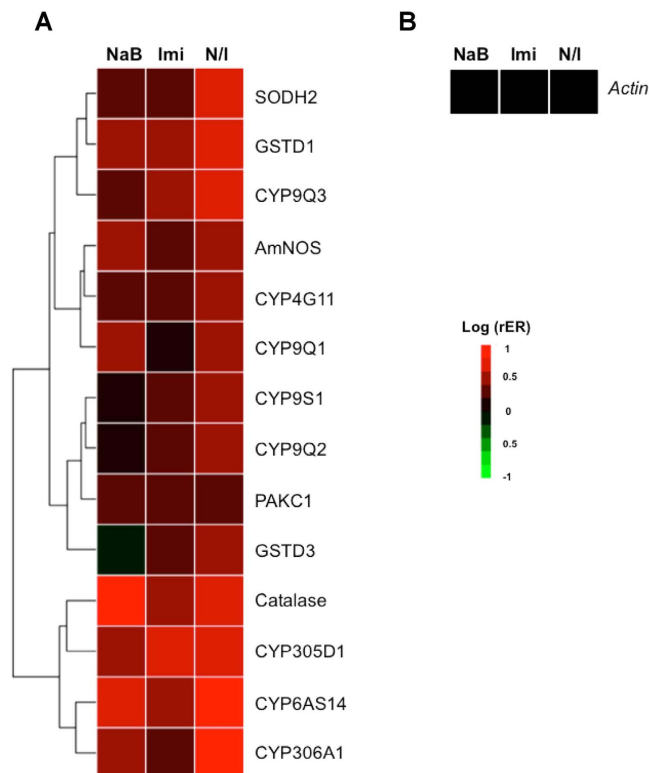 A
NaB Imi N/I
SODH2
GSTD1
CYP9Q3
AmNOS
CYP4G11
CYP9Q1
CYP9S1
CYP9Q2
PAKC1
GSTD3
Catalase
CYP305D1
CYP6AS14
CYP306A1
B
NaB Imi N/I
Actin
Log (rER)
1
0.5
0
0.5
-1